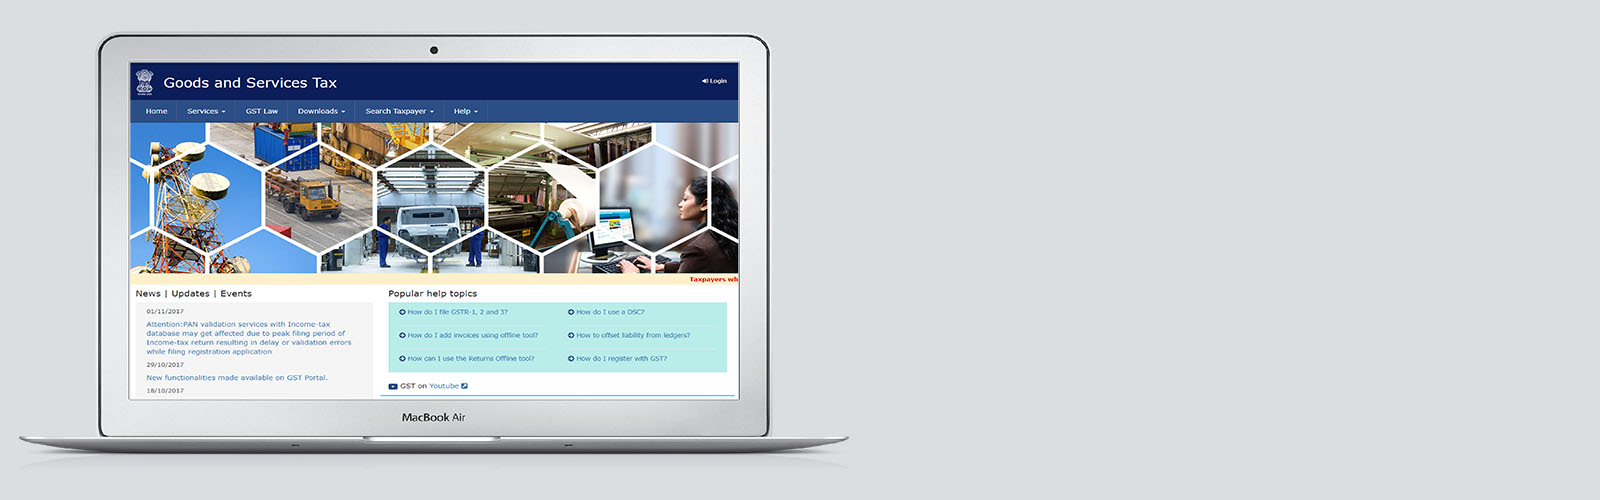 Goods and Services Tax
Login
Home Services GST Law Downloads Search Taxpayer Help
Taxpayers wh
News | Updates | Events
Popular help topics
01/11/2017
Attention:PAN validation services with Income-tax
database may get affected due to peak filing period of
Income-tax return resulting in delay or validation errors
while filing registration application
29/10/2017
New functionalities made available on GST Portal.
18/10/2017
How do I file GSTR-1, 2 and 3?
How do I use a DSC?
How do I add invoices using offline tool?
How to offset liability from ledgers?
How can I use the Returns Offline tool?
How do I register with GST?
GST on Youtube
MacBook Air